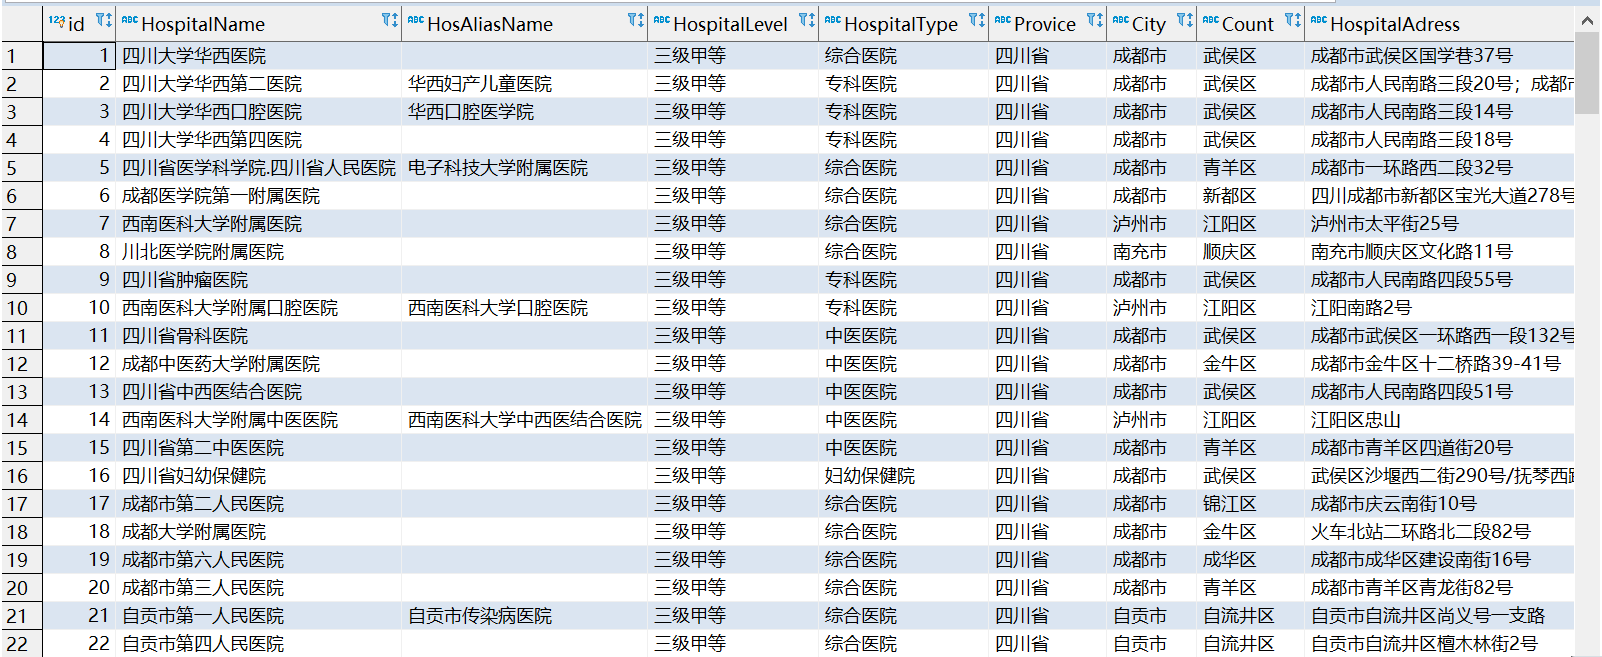 123 id ABC HospitalName ABC HosAliasName ABC HospitalLevel ABC HospitalType ABC Provice ABC City ABC Count ABC HospitalAdress
1 1 四川大学华西医院 三级甲等 综合医院 四川省 成都市 武侯区 成都市武侯区国学巷37号
2 2 四川大学华西第二医院 华西妇产儿童医院 三级甲等 专科医院 四川省 成都市 武侯区 成都市人民南路三段20号；成都市
3 3 四川大学华西口腔医院 华西口腔医学院 三级甲等 专科医院 四川省 成都市 武侯区 成都市人民南路三段14号
4 4 四川大学华西第四医院 三级甲等 专科医院 四川省 成都市 武侯区 成都市人民南路三段18号
5 5 四川省医学科学院.四川省人民医院 电子科技大学附属医院 三级甲等 综合医院 四川省 成都市 青羊区 成都市一环路西二段32号
6 6 成都医学院第一附属医院 三级甲等 综合医院 四川省 成都市 新都区 四川成都市新都区宝光大道278号
7 7 西南医科大学附属医院 三级甲等 综合医院 四川省 泸州市 江阳区 泸州市太平街25号
8 8 川北医学院附属医院 三级甲等 综合医院 四川省 南充市 顺庆区 南充市顺庆区文化路11号
9 9 四川省肿瘤医院 三级甲等 专科医院 四川省 成都市 武侯区 成都市人民南路四段55号
10 10 西南医科大学附属口腔医院 西南医科大学口腔医院 三级甲等 专科医院 四川省 泸州市 江阳区 江阳南路2号
11 11 四川省骨科医院 三级甲等 中医医院 四川省 成都市 武侯区 成都市武侯区一环路西一段132号
12 12 成都中医药大学附属医院 三级甲等 中医医院 四川省 成都市 金牛区 成都市金牛区十二桥路39-41号
13 13 四川省中西医结合医院 三级甲等 中医医院 四川省 成都市 武侯区 成都市人民南路四段51号
14 14 西南医科大学附属中医医院 西南医科大学中西医结合医院 三级甲等 中医医院 四川省 泸州市 江阳区 江阳区忠山
15 15 四川省第二中医医院 三级甲等 中医医院 四川省 成都市 青羊区 成都市青羊区四道街20号
16 16 四川省妇幼保健院 三级甲等 妇幼保健院 四川省 成都市 武侯区 武侯区沙堰西二街290号/抚琴西路
17 17 成都市第二人民医院 三级甲等 综合医院 四川省 成都市 锦江区 成都市庆云南街10号
18 18 成都大学附属医院 三级甲等 综合医院 四川省 成都市 金牛区 火车北站二环路北二段82号
19 19 成都市第六人民医院 三级甲等 综合医院 四川省 成都市 成华区 成都市成华区建设南街16号
20 20 成都市第三人民医院 三级甲等 综合医院 四川省 成都市 青羊区 成都市青羊区青龙街82号
21 21 自贡市第一人民医院 自贡市传染病医院 三级甲等 综合医院 四川省 自贡市 自流井区 自贡市自流井区尚义号一支路
22 22 自贡市第四人民医院 三级甲等 综合医院 四川省 自贡市 自流井区 自贡市自流井区檀木林街2号